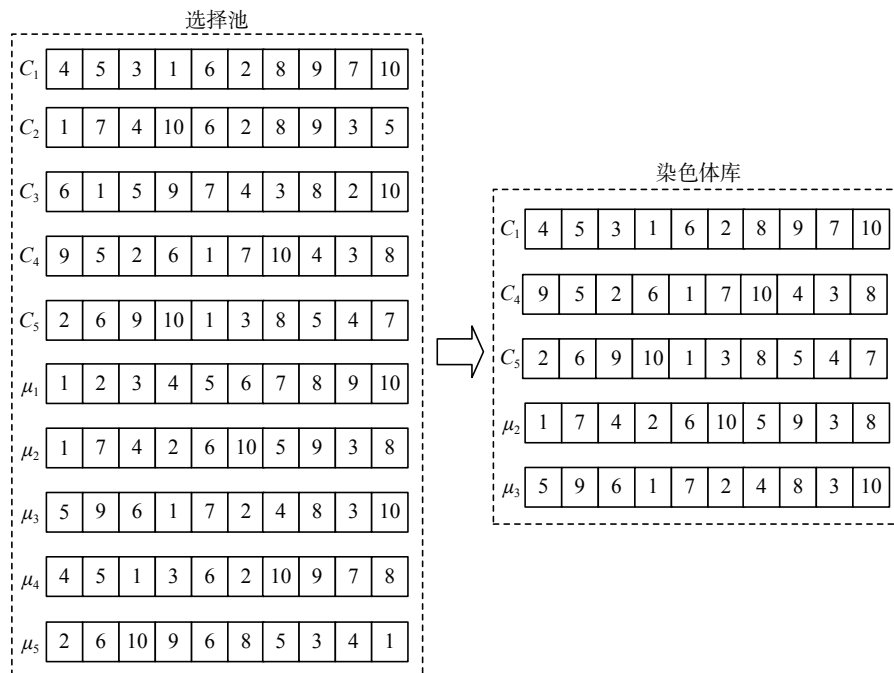 选择池
C₁ 4 5 3 1 6 2 8 9 7 10
C₂ 1 7 4 10 6 2 8 9 3 5
C₃ 6 1 5 9 7 4 3 8 2 10
C₄ 9 5 2 6 1 7 10 4 3 8
C₅ 2 6 9 10 1 3 8 5 4 7
μ₁ 1 2 3 4 5 6 7 8 9 10
μ₂ 1 7 4 2 6 10 5 9 3 8
μ₃ 5 9 6 1 7 2 4 8 3 10
μ₄ 4 5 1 3 6 2 10 9 7 8
μ₅ 2 6 10 9 6 8 5 3 4 1
染色体库
C₁ 4 5 3 1 6 2 8 9 7 10
C₄ 9 5 2 6 1 7 10 4 3 8
C₅ 2 6 9 10 1 3 8 5 4 7
μ₂ 1 7 4 2 6 10 5 9 3 8
μ₃ 5 9 6 1 7 2 4 8 3 10